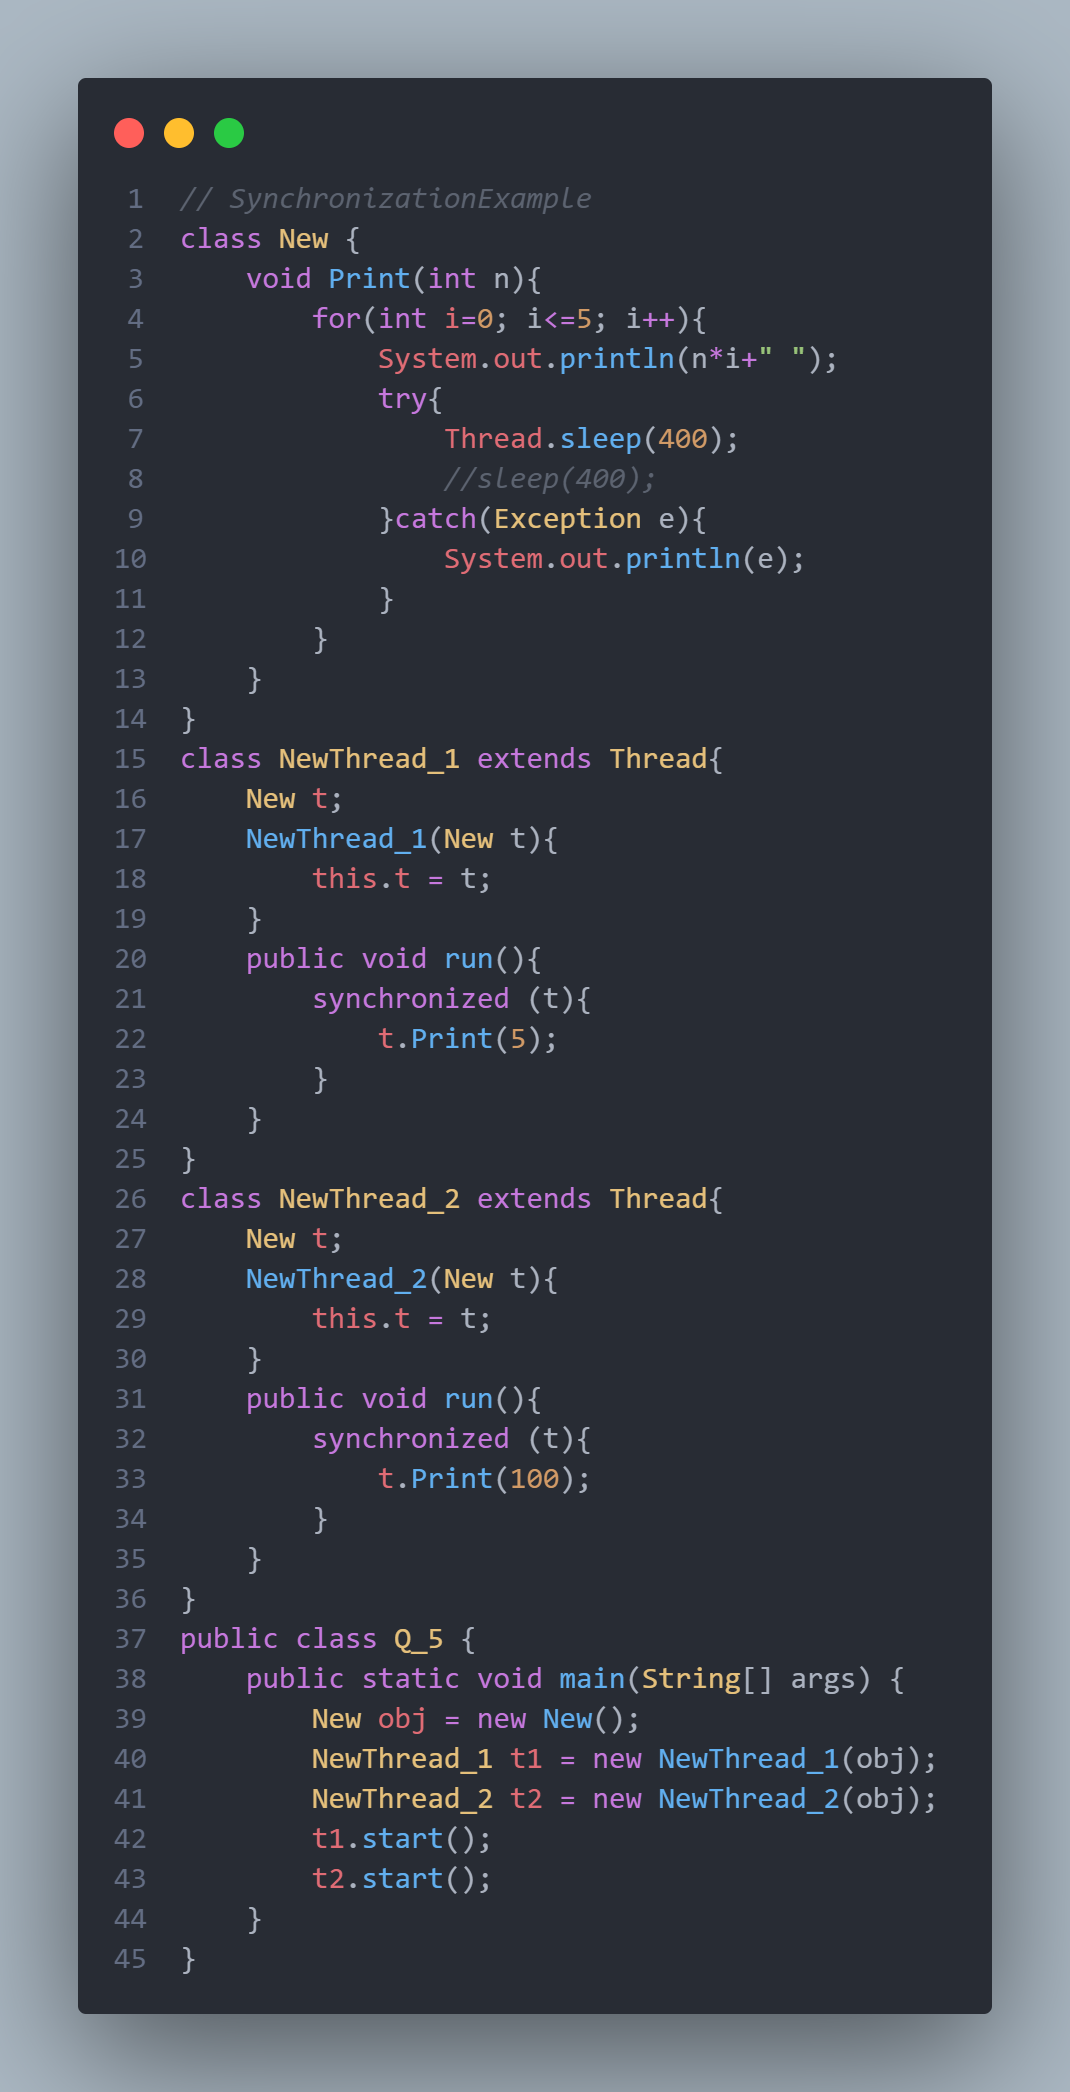 1 // SynchronizationExample
2 class New {
3     void Print(int n){
4         for(int i=0; i<=5; i++){
5             System.out.println(n*i+" ");
6             try{
7                 Thread.sleep(400);
8                 //sleep(400);
9             }catch(Exception e){
10                 System.out.println(e);
11             }
12         }
13     }
14 }
15 class NewThread_1 extends Thread{
16     New t;
17     NewThread_1(New t){
18         this.t = t;
19     }
20     public void run(){
21         synchronized (t){
22             t.Print(5);
23         }
24     }
25 }
26 class NewThread_2 extends Thread{
27     New t;
28     NewThread_2(New t){
29         this.t = t;
30     }
31     public void run(){
32         synchronized (t){
33             t.Print(100);
34         }
35     }
36 }
37 public class Q_5 {
38     public static void main(String[] args) {
39         New obj = new New();
40         NewThread_1 t1 = new NewThread_1(obj);
41         NewThread_2 t2 = new NewThread_2(obj);
42         t1.start();
43         t2.start();
44     }
45 }